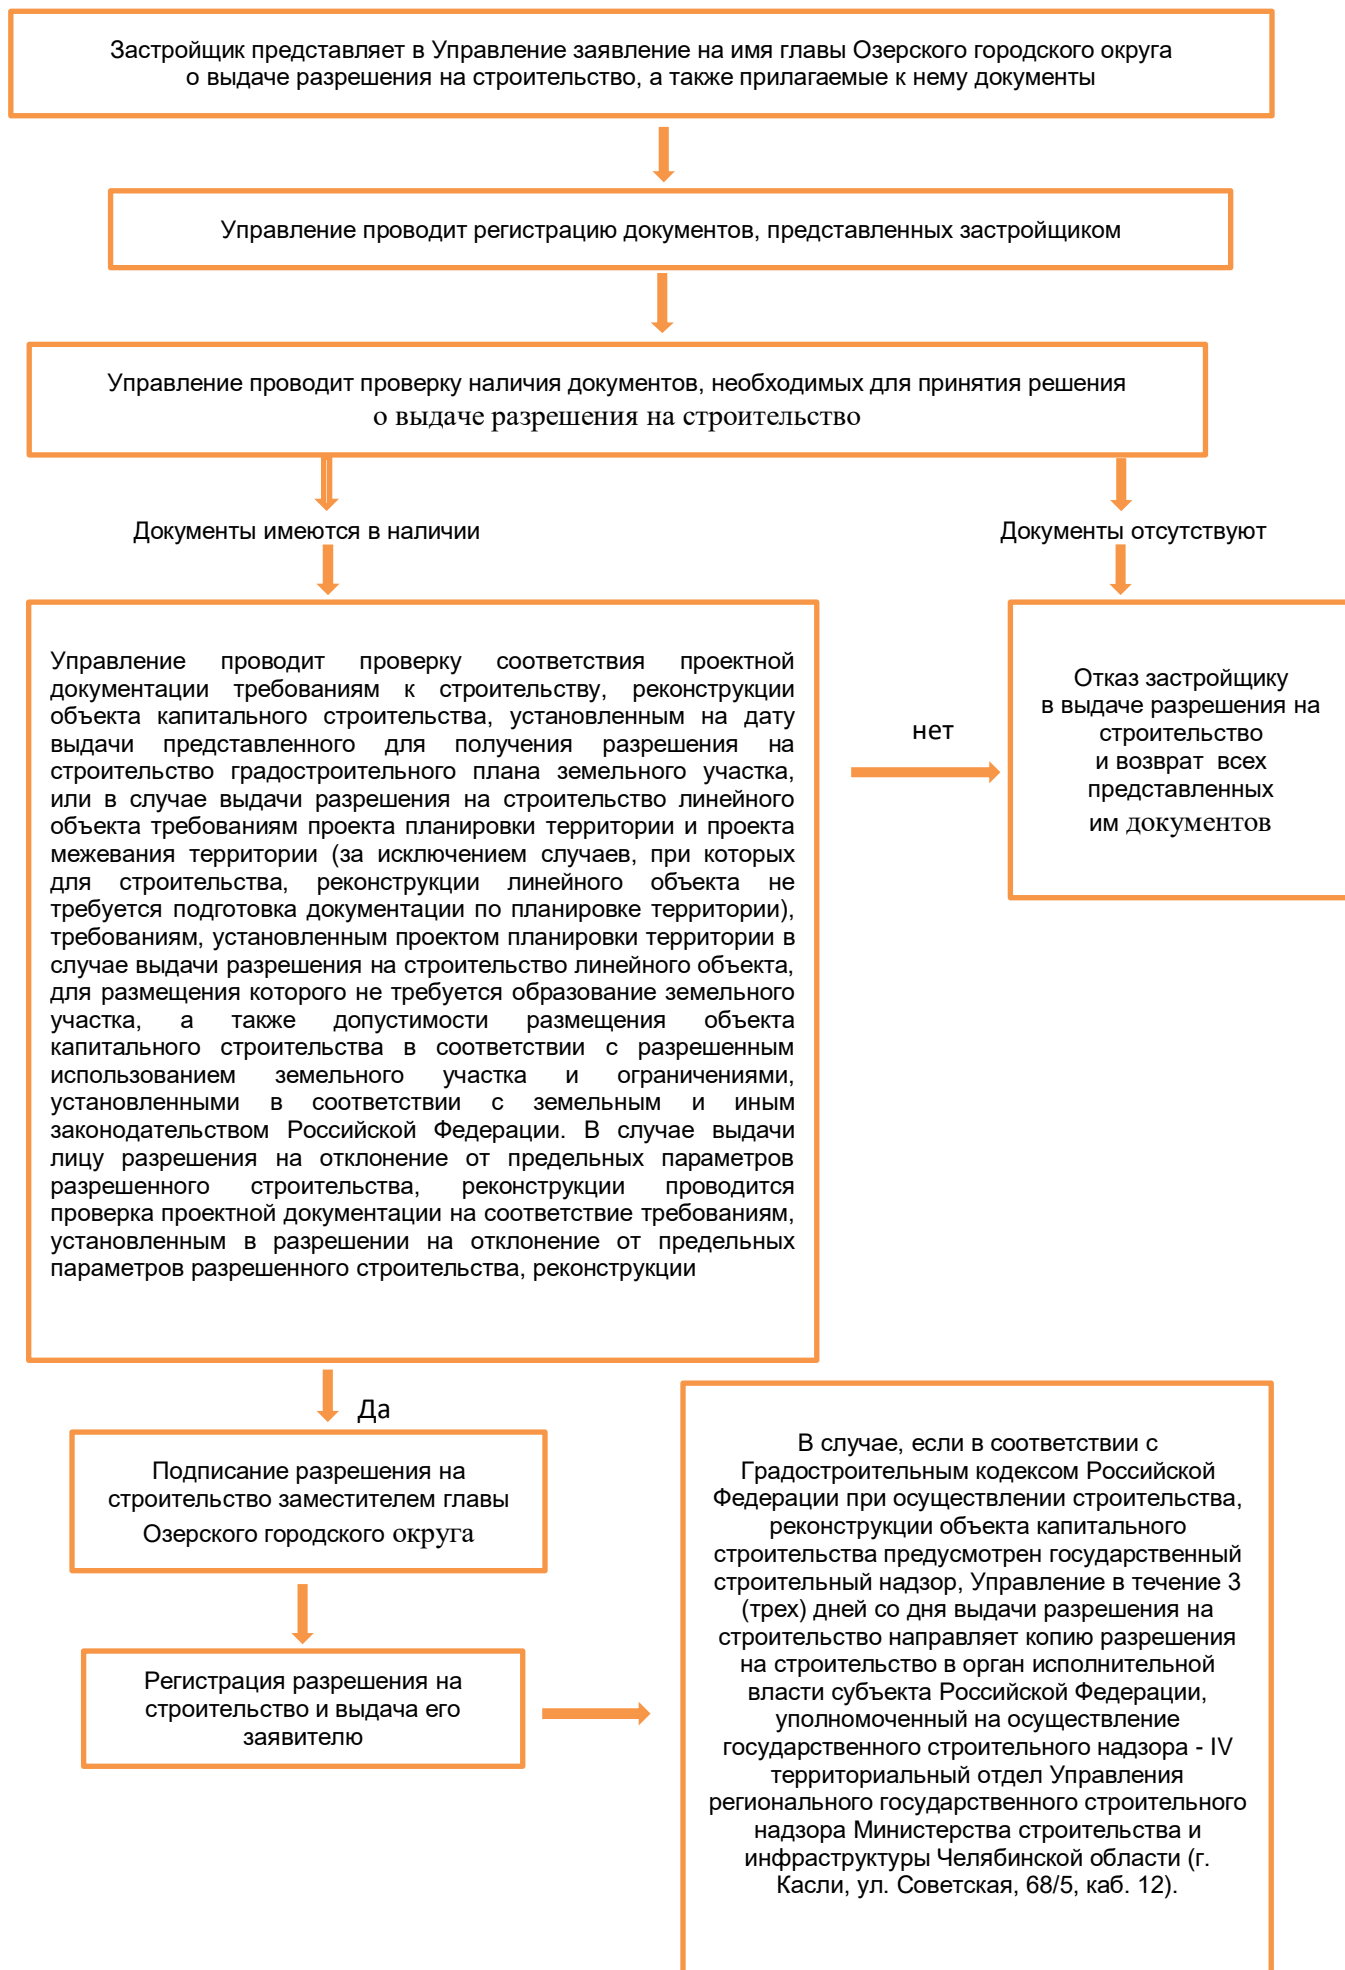 Застройщик представляет в Управление заявление на имя главы Озерского городского округа
о выдаче разрешения на строительство, а также прилагаемые к нему документы
Управление проводит регистрацию документов, представленных застройщиком
Управление проводит проверку наличия документов, необходимых для принятия решения
о выдаче разрешения на строительство
Документы имеются в наличии
Документы отсутствуют
Управление проводит проверку соответствия проектной
документации требованиям к строительству, реконструкции
объекта капитального строительства, установленным на дату
выдачи представленного для получения разрешения на
строительство градостроительного плана земельного участка,
или в случае выдачи разрешения на строительство линейного
объекта требованиям проекта планировки территории и проекта
межевания территории (за исключением случаев, при которых
для строительства, реконструкции линейного объекта не
требуется подготовка документации по планировке территории),
требованиям, установленным проектом планировки территории в
случае выдачи разрешения на строительство линейного объекта,
для размещения которого не требуется образование земельного
участка, а также допустимости размещения объекта
капитального строительства в соответствии с разрешенным
использованием земельного участка и ограничениями,
установленными в соответствии с земельным и иным
законодательством Российской Федерации. В случае выдачи
лицу разрешения на отклонение от предельных параметров
разрешенного строительства, реконструкции проводится
проверка проектной документации на соответствие требованиям,
установленным в разрешении на отклонение от предельных
параметров разрешенного строительства, реконструкции
нет
Отказ застройщику
в выдаче разрешения на
строительство
и возврат всех
представленных
им документов
Да
Подписание разрешения на
строительство заместителем главы
Озерского городского округа
Регистрация разрешения на
строительство и выдача его
заявителю
В случае, если в соответствии с
Градостроительным кодексом Российской
Федерации при осуществлении строительства,
реконструкции объекта капитального
строительства предусмотрен государственный
строительный надзор, Управление в течение 3
(трех) дней со дня выдачи разрешения на
строительство направляет копию разрешения
на строительство в орган исполнительной
власти субъекта Российской Федерации,
уполномоченный на осуществление
государственного строительного надзора - IV
территориальный отдел Управления
регионального государственного строительного
надзора Министерства строительства и
инфраструктуры Челябинской области (г.
Касли, ул. Советская, 68/5, каб. 12).